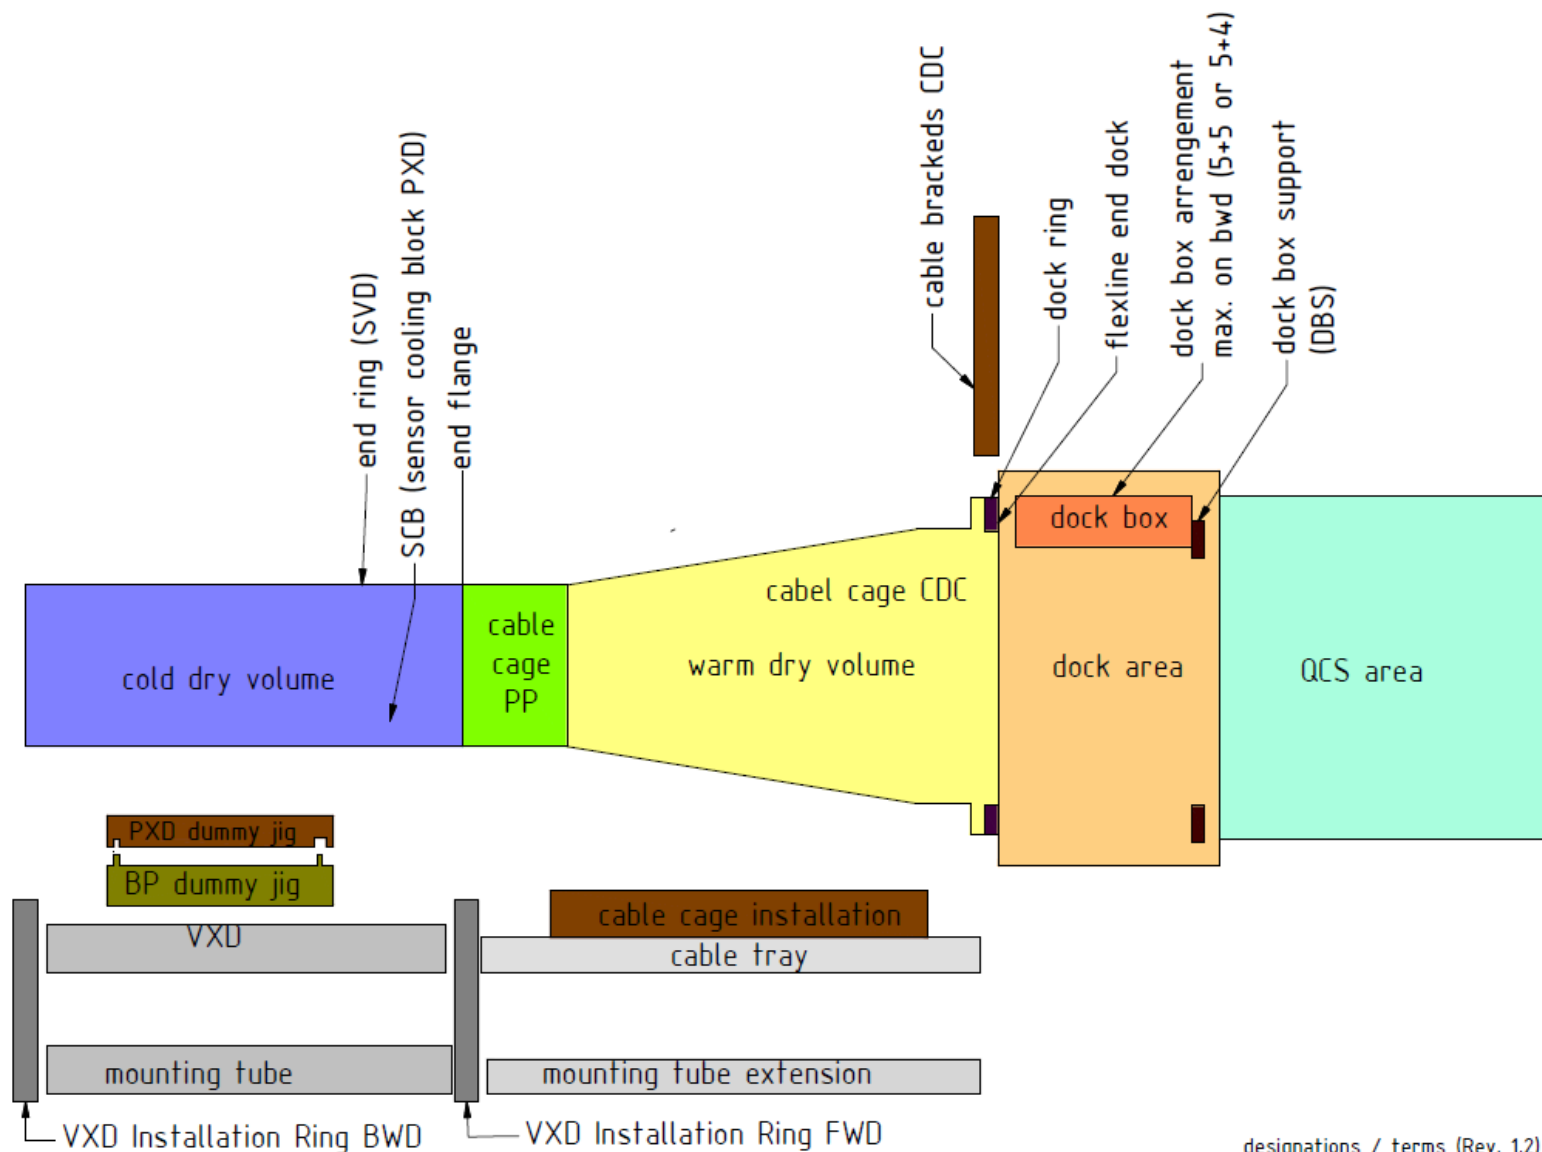 cable brackeds CDC
dock ring
flexline end dock
dock box arrengement
max. on bwd (5+5 or 5+4)
dock box support
(DBS)
end ring (SVD)
SCB (sensor cooling block PXD)
end flange
dock box
cabel cage CDC
cable
cage
PP
cold dry volume
warm dry volume
dock area
QCS area
PXD dummy jig
BP dummy jig
VXD
cable cage installation
cable tray
mounting tube
mounting tube extension
VXD Installation Ring BWD
VXD Installation Ring FWD
designations / terms (Rev. 1.2)